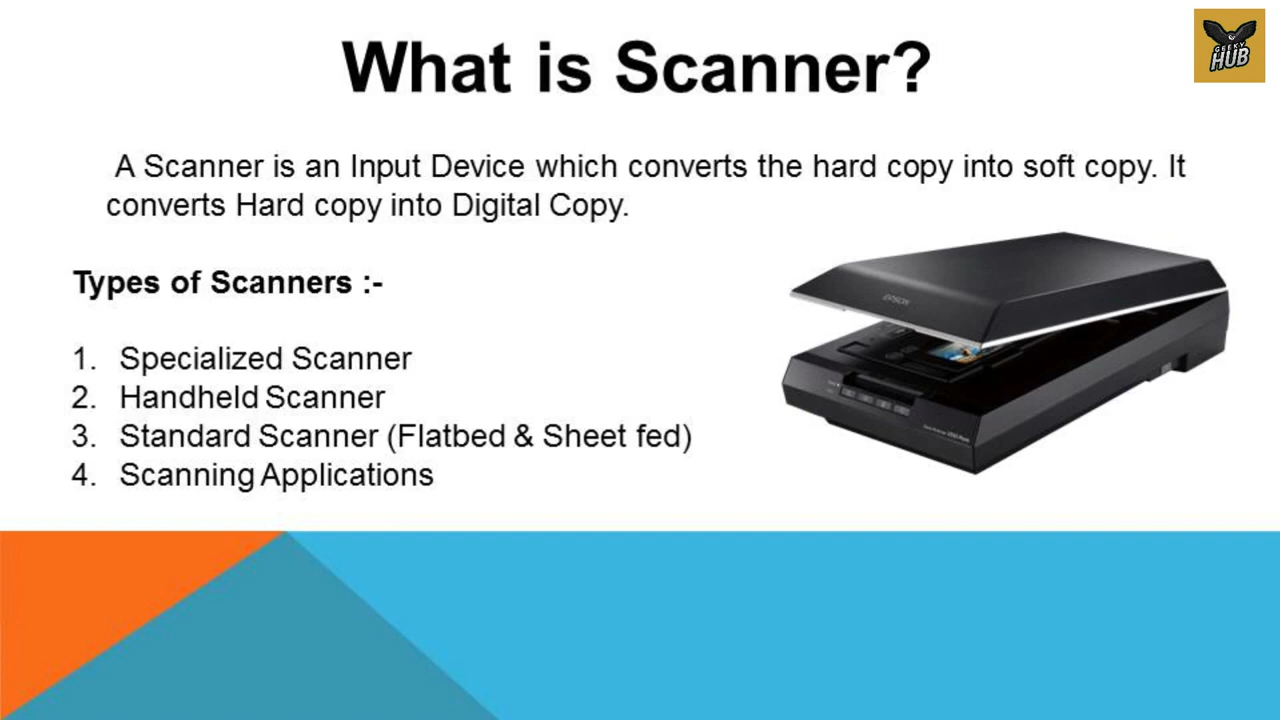 What is Scanner?
GEEKY
HUB
A Scanner is an Input Device which converts the hard copy into soft copy. It
converts Hard copy into Digital Copy.
Types of Scanners :-
1. Specialized Scanner
2. Handheld Scanner
3. Standard Scanner (Flatbed & Sheet fed)
4. Scanning Applications
EPSON